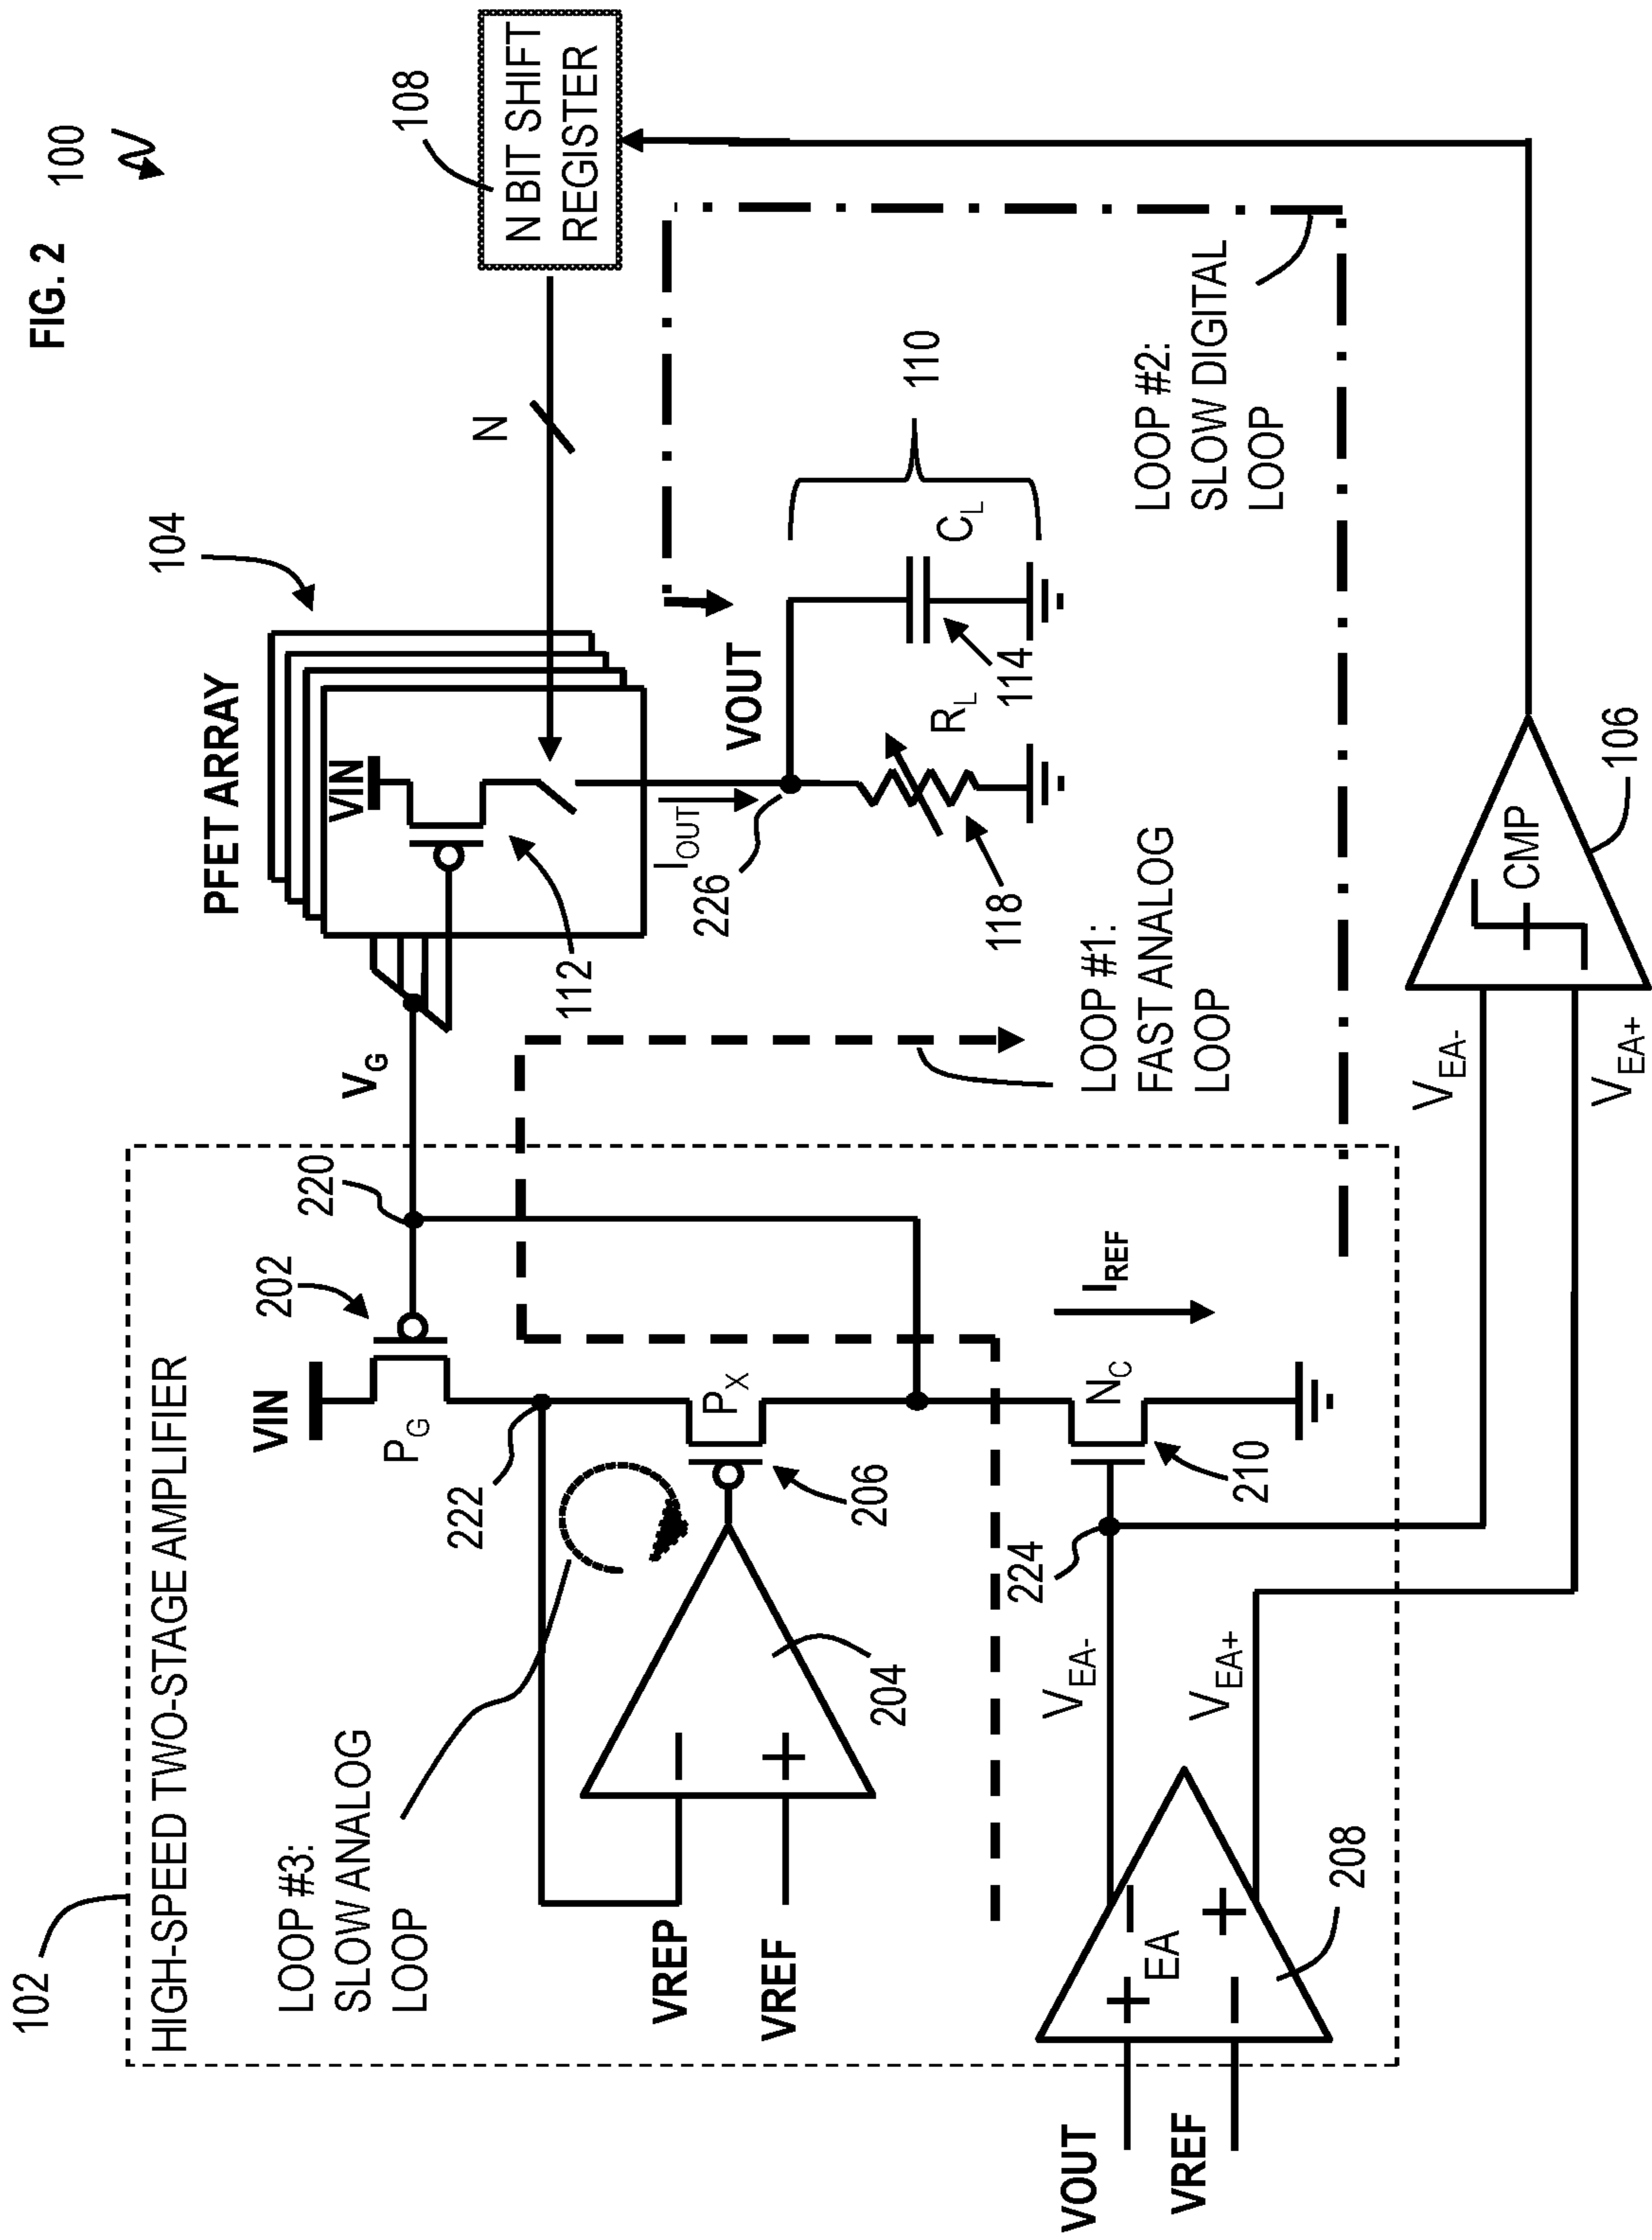 FIG. 2
100
102
HIGH-SPEED TWO-STAGE AMPLIFIER
LOOP #3:
SLOW ANALOG
LOOP
VREP
VREF
204
222
VIN
202
P_G
P_X
206
220
V_G
PFET ARRAY
104
VIN
112
I_OUT
226
VOUT
N
108
N BIT SHIFT
REGISTER
110
R_L
C_L
114
118
LOOP #1:
FAST ANALOG
LOOP
LOOP #2:
SLOW DIGITAL
LOOP
I_REF
N_C
210
224
V_EA-
V_EA+
VOUT
VREF
+
-
EA
-
+
208
V_EA-
V_EA+
CMP
106
-
+